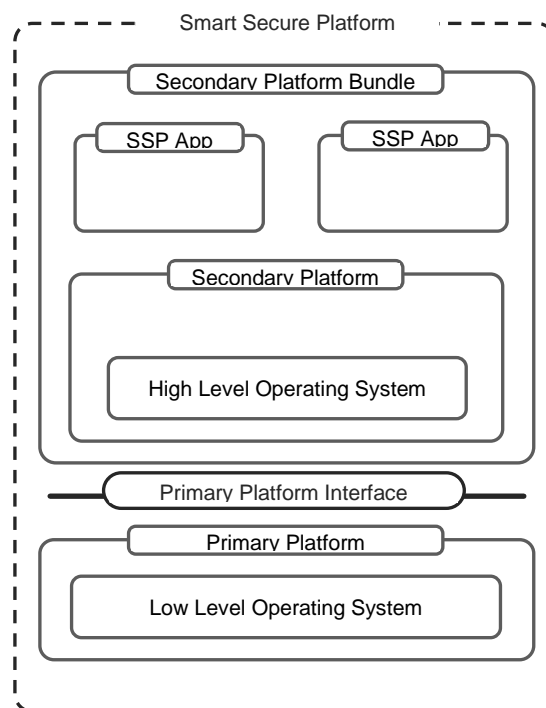 Smart Secure Platform
Secondary Platform Bundle
SSP App
SSP App
Secondary Platform
High Level Operating System
Primary Platform Interface
Primary Platform
Low Level Operating System